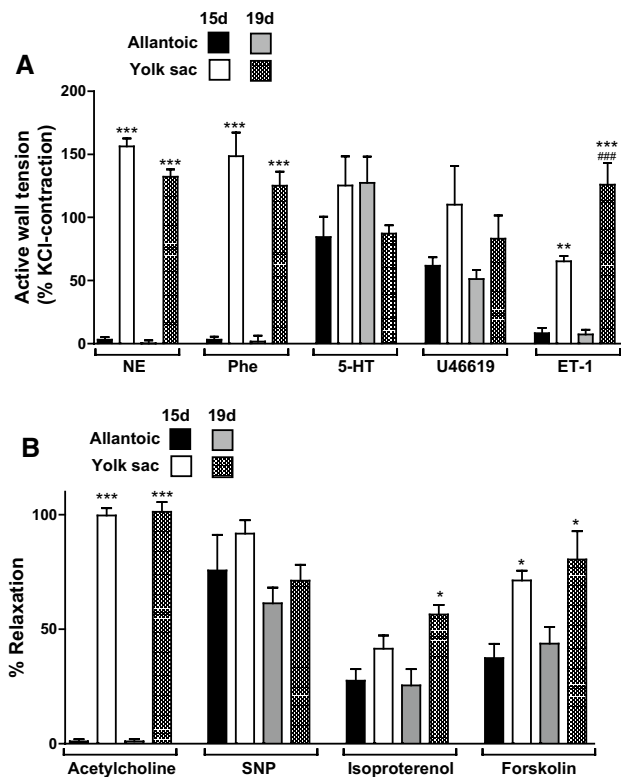 15d 19d
Allantoic
Yolk sac
A
Active wall tension
(% KCl-contraction)
200
150
100
50
0
*** *** *** *** ** ***
###
NE Phe 5-HT U46619 ET-1
15d 19d
Allantoic
Yolk sac
B
% Relaxation
100
50
0
*** *** * * *
Acetylcholine SNP Isoproterenol Forskolin